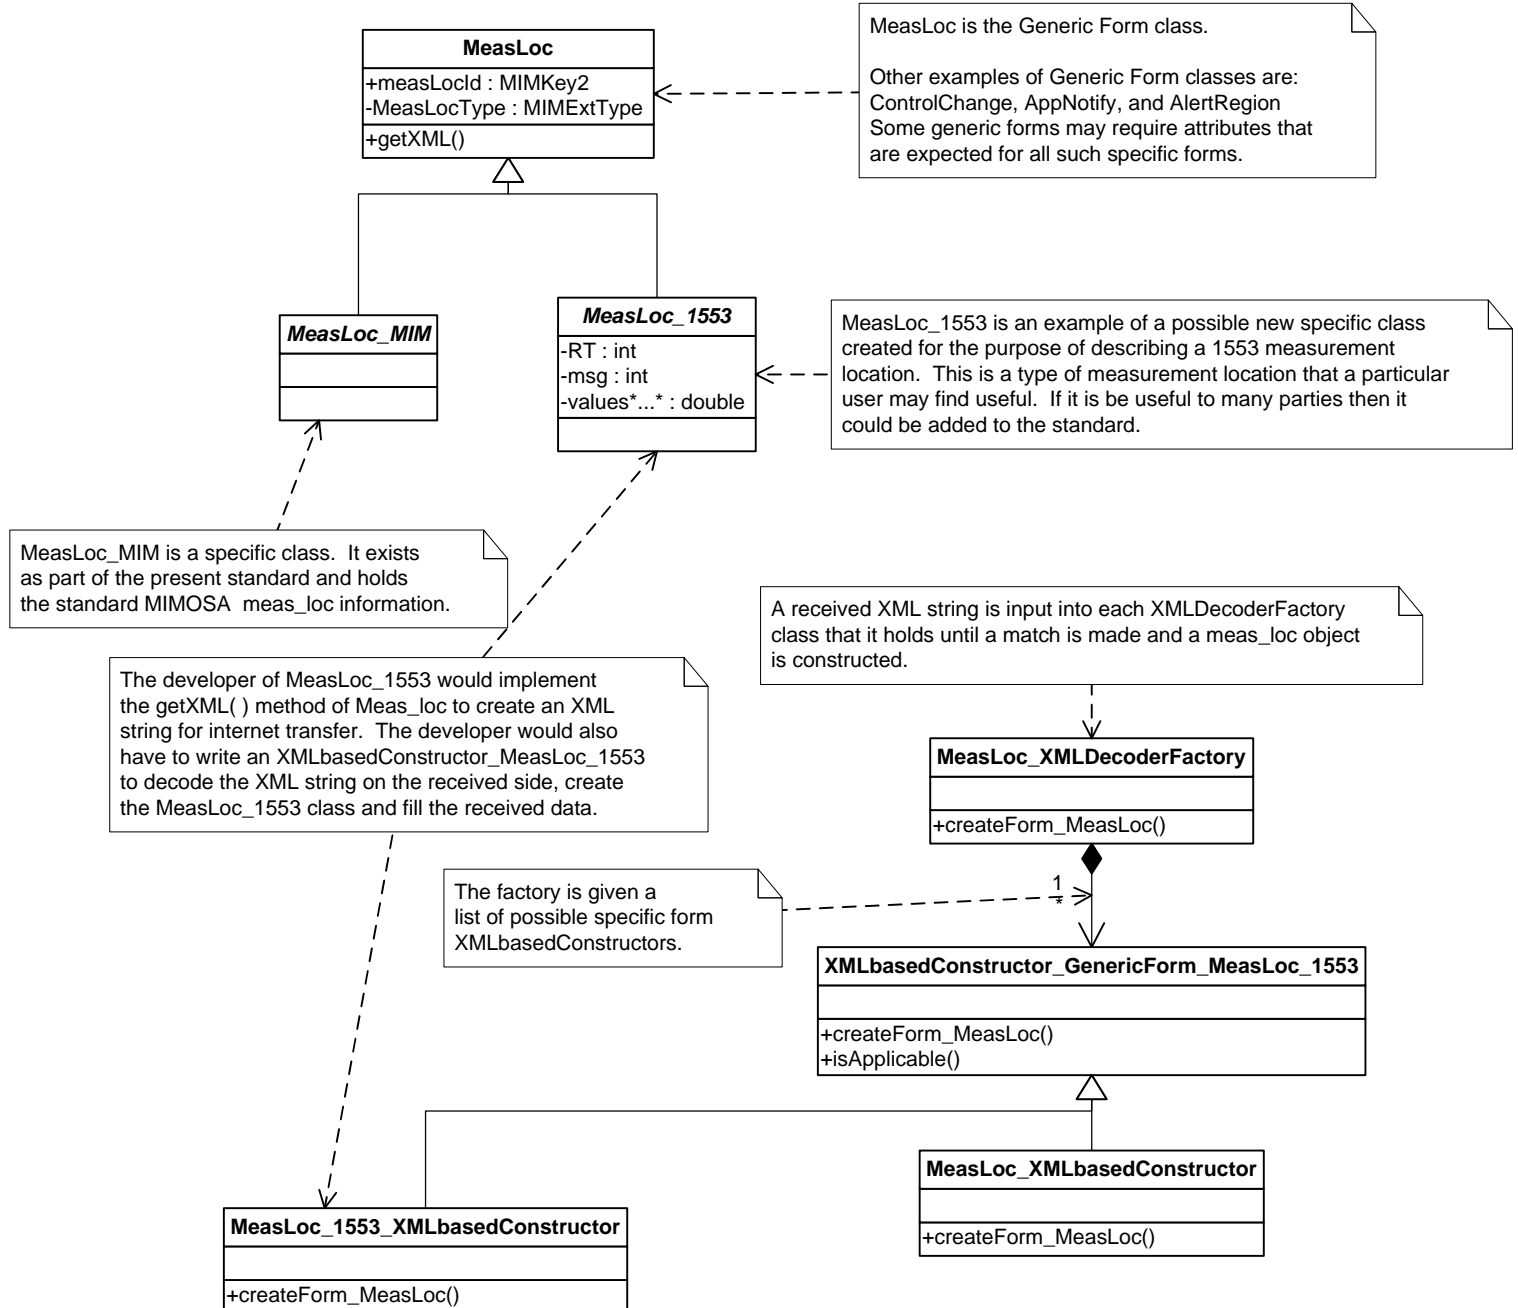 MeasLoc
+measLocId : MIMKey2
-MeasLocType : MIMExtType
+getXML()
MeasLoc is the Generic Form class.
Other examples of Generic Form classes are:
ControlChange, AppNotify, and AlertRegion
Some generic forms may require attributes that
are expected for all such specific forms.
MeasLoc_MIM
MeasLoc_1553
-RT : int
-msg : int
-values*...* : double
MeasLoc_1553 is an example of a possible new specific class
created for the purpose of describing a 1553 measurement
location.  This is a type of measurement location that a particular
user may find useful.  If it is be useful to many parties then it
could be added to the standard.
MeasLoc_MIM is a specific class.  It exists
as part of the present standard and holds
the standard MIMOSA  meas_loc information.
A received XML string is input into each XMLDecoderFactory
class that it holds until a match is made and a meas_loc object
is constructed.
The developer of MeasLoc_1553 would implement
the getXML( ) method of Meas_loc to create an XML
string for internet transfer.  The developer would also
have to write an XMLbasedConstructor_MeasLoc_1553
to decode the XML string on the received side, create
the MeasLoc_1553 class and fill the received data.
MeasLoc_XMLDecoderFactory
+createForm_MeasLoc()
The factory is given a
list of possible specific form
XMLbasedConstructors.
1
*
XMLbasedConstructor_GenericForm_MeasLoc_1553
+createForm_MeasLoc()
+isApplicable()
MeasLoc_XMLbasedConstructor
+createForm_MeasLoc()
MeasLoc_1553_XMLbasedConstructor
+createForm_MeasLoc()